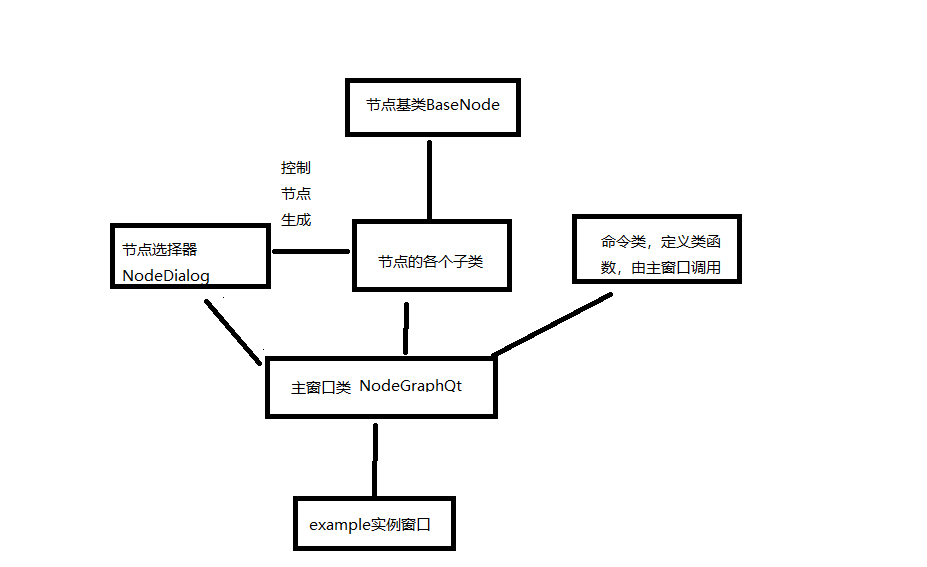 节点基类BaseNode
控制
节点
生成
节点选择器
NodeDialog
节点的各个子类
命令类，定义类函
数，由主窗口调用
主窗口类 NodeGraphQt
example实例窗口